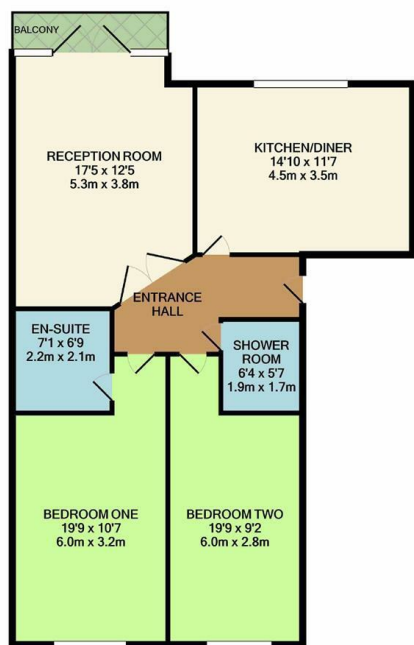 BALCONY
RECEPTION ROOM
17'5 x 12'5
5.3m x 3.8m
KITCHEN/DINER
14'10 x 11'7
4.5m x 3.5m
ENTRANCE
HALL
EN-SUITE
7'1 x 6'9
2.2m x 2.1m
SHOWER
ROOM
6'4 x 5'7
1.9m x 1.7m
BEDROOM ONE
19'9 x 10'7
6.0m x 3.2m
BEDROOM TWO
19'9 x 9'2
6.0m x 2.8m